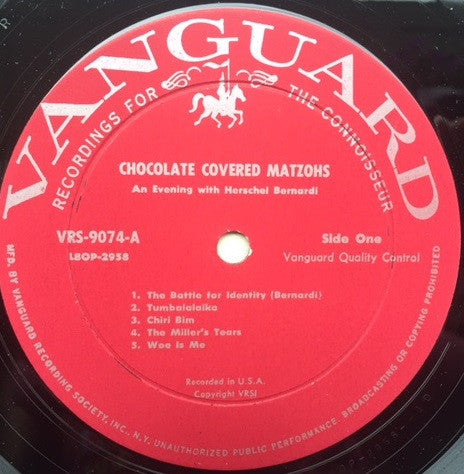 VANGUARD
RECORDINGS FOR THE CONNOISSEUR
CHOCOLATE COVERED MATZOHS
An Evening with Herschel Bernardi
VRS-9074-A
L8OP-2958
Side One
Vanguard Quality Control
1. The Battle for Identity (Bernardi)
2. Tumbalalaika
3. Chiri Bim
4. The Miller's Tears
5. Woe Is Me
Recorded in U.S.A.
Copyright VRSI
MFD. BY VANGUARD RECORDING SOCIETY, INC., N.Y. UNAUTHORIZED PUBLIC PERFORMANCE, BROADCASTING OR COPYING PROHIBITED